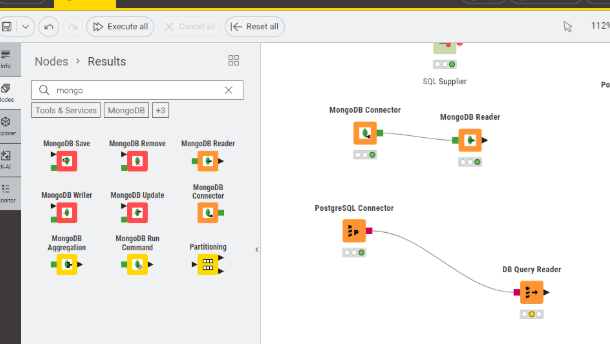 Execute all
Cancel all
Reset all
112%
Info
Nodes
K-AI
Nodes > Results
mongo
Tools & Services
MongoDB
+3
MongoDB Save
MongoDB Remove
MongoDB Reader
MongoDB Writer
MongoDB Update
MongoDB
Connector
MongoDB
Aggregation
MongoDB Run
Command
Partitioning
SQL Supplier
Po
MongoDB Connector
MongoDB Reader
PostgreSQL Connector
DB Query Reader